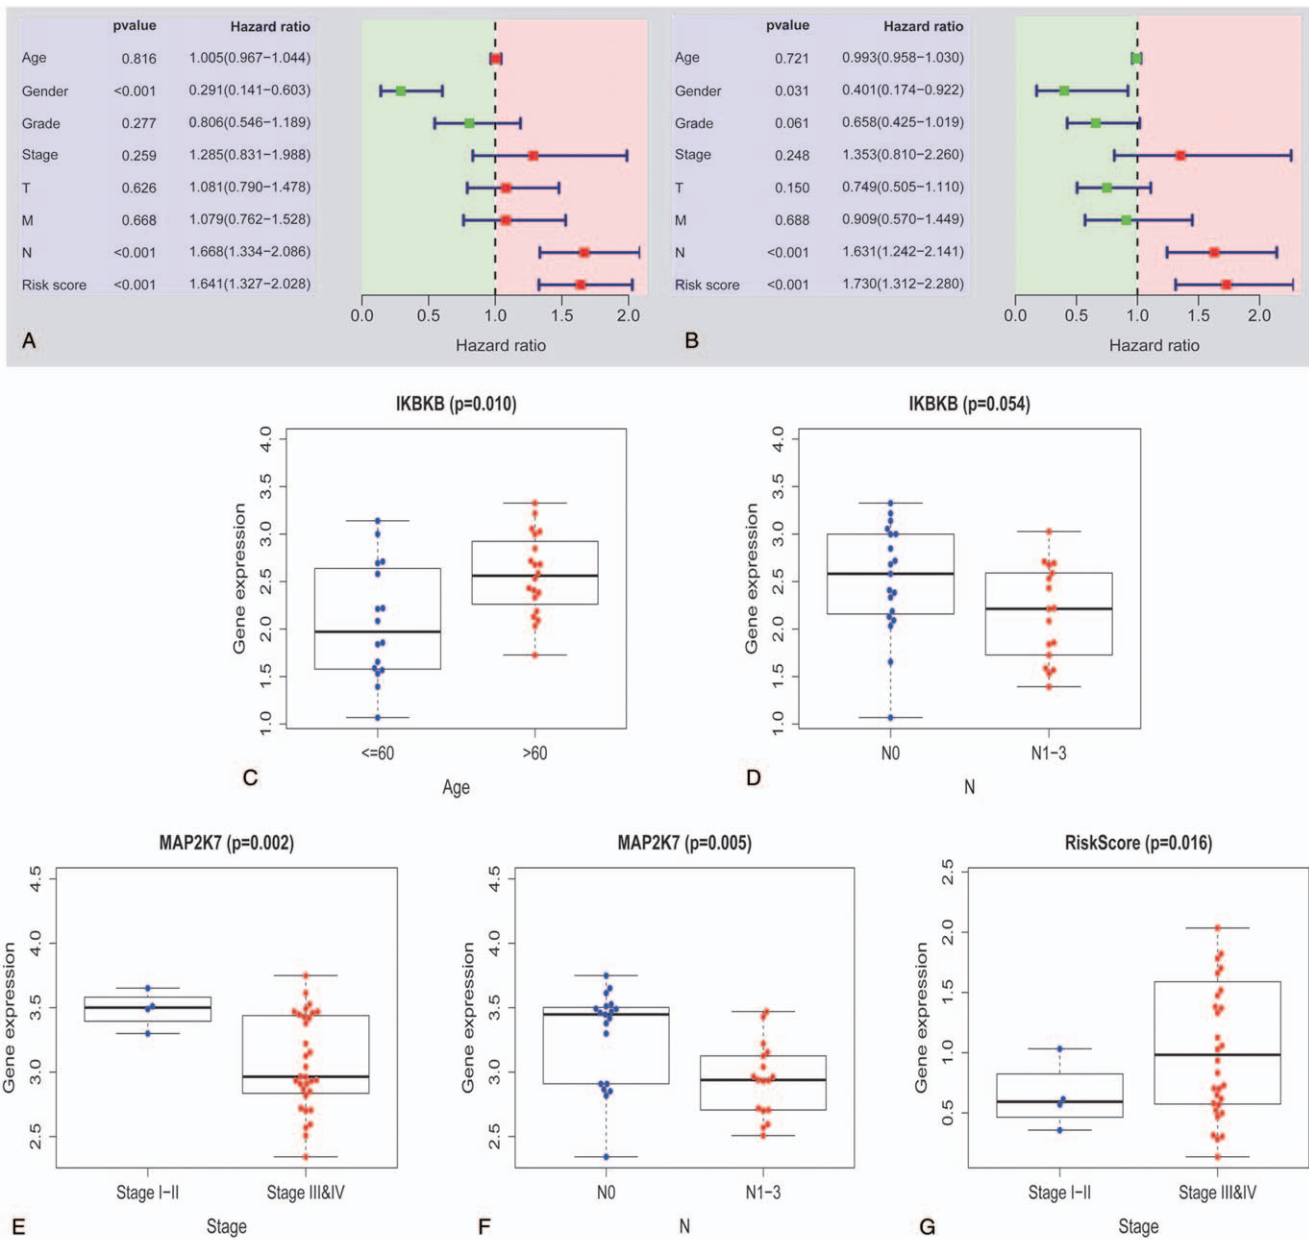 pvalue Hazard ratio
Age 0.816 1.005(0.967−1.044)
Gender <0.001 0.291(0.141−0.603)
Grade 0.277 0.806(0.546−1.189)
Stage 0.259 1.285(0.831−1.988)
T 0.626 1.081(0.790−1.478)
M 0.668 1.079(0.762−1.528)
N <0.001 1.668(1.334−2.086)
Risk score <0.001 1.641(1.327−2.028)
0.0 0.5 1.0 1.5 2.0
Hazard ratio
A
pvalue Hazard ratio
Age 0.721 0.993(0.958−1.030)
Gender 0.031 0.401(0.174−0.922)
Grade 0.061 0.658(0.425−1.019)
Stage 0.248 1.353(0.810−2.260)
T 0.150 0.749(0.505−1.110)
M 0.688 0.909(0.570−1.449)
N <0.001 1.631(1.242−2.141)
Risk score <0.001 1.730(1.312−2.280)
0.0 0.5 1.0 1.5 2.0
Hazard ratio
B
IKBKB (p=0.010)
Gene expression
4.0
3.5
3.0
2.5
2.0
1.5
1.0
<=60 >60
C
Age
IKBKB (p=0.054)
Gene expression
4.0
3.5
3.0
2.5
2.0
1.5
1.0
N0 N1−3
D
N
MAP2K7 (p=0.002)
Gene expression
4.5
4.0
3.5
3.0
2.5
Stage I−II Stage III&IV
E
Stage
MAP2K7 (p=0.005)
Gene expression
4.5
4.0
3.5
3.0
2.5
N0 N1−3
F
N
RiskScore (p=0.016)
Gene expression
2.5
2.0
1.5
1.0
0.5
Stage I−II Stage III&IV
G
Stage